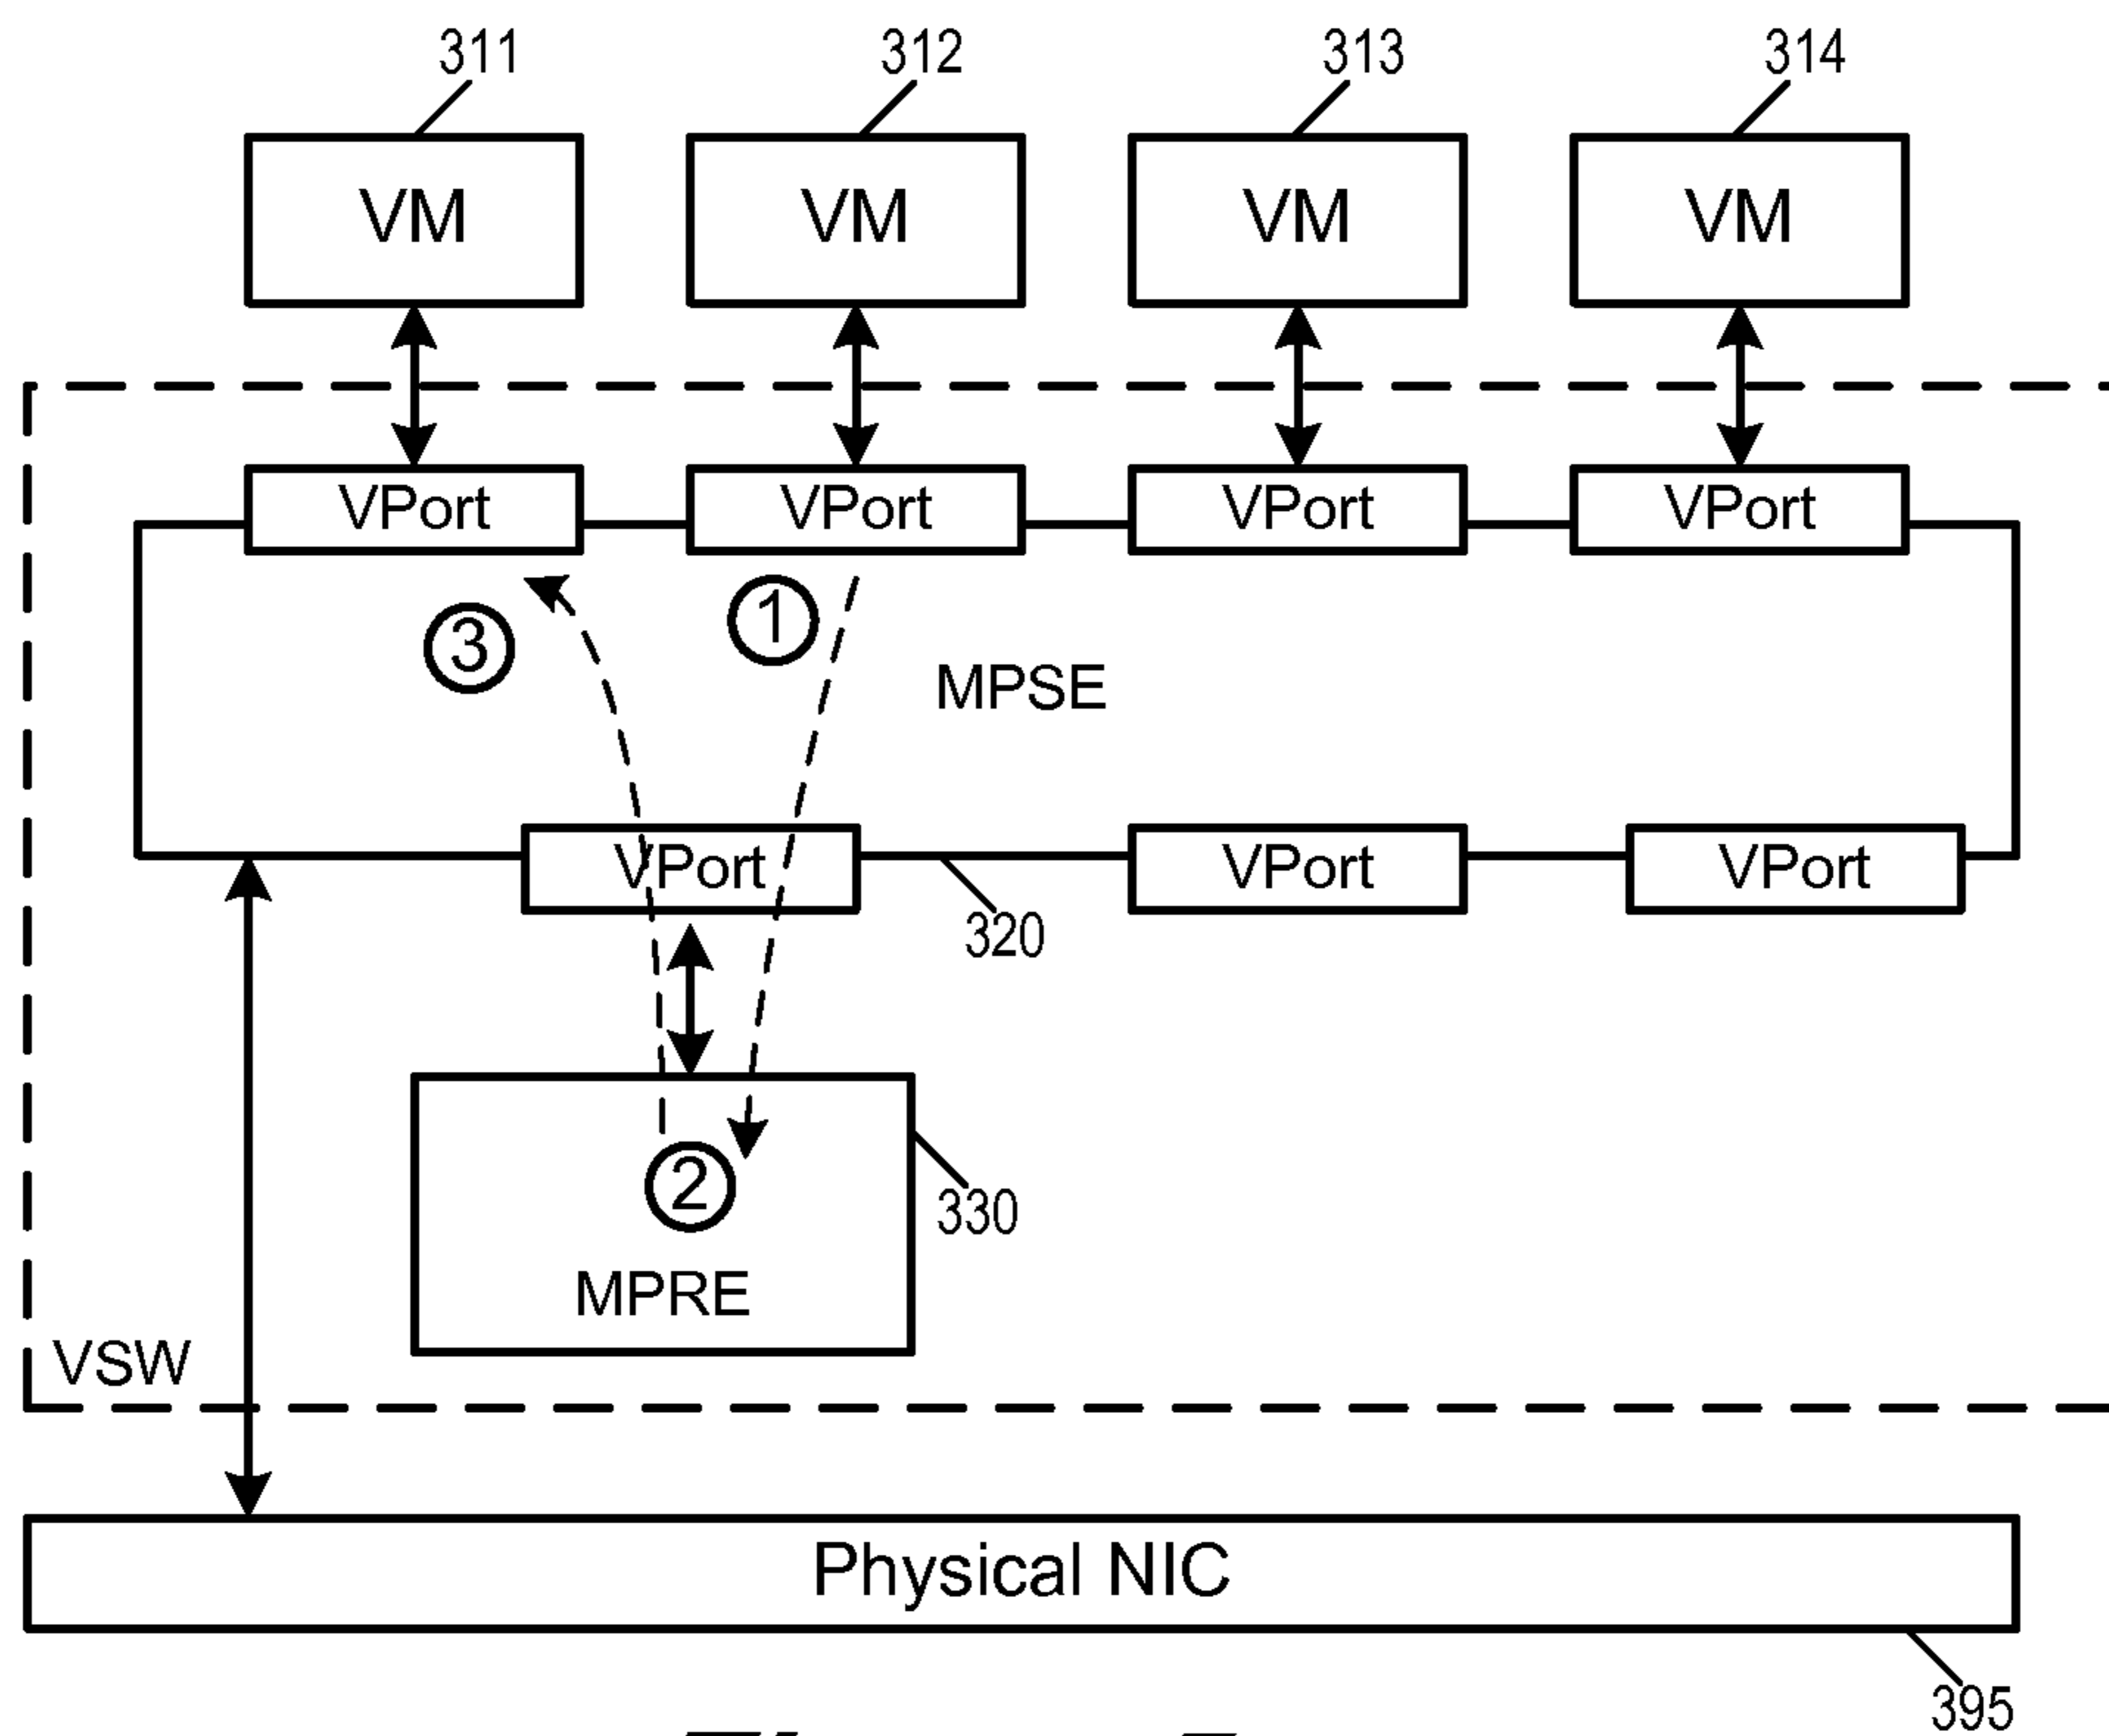 311 312 313 314
VM VM VM VM
VPort VPort VPort VPort
3 1
MPSE
VPort VPort VPort
320
2
330
MPRE
VSW
Physical NIC
395